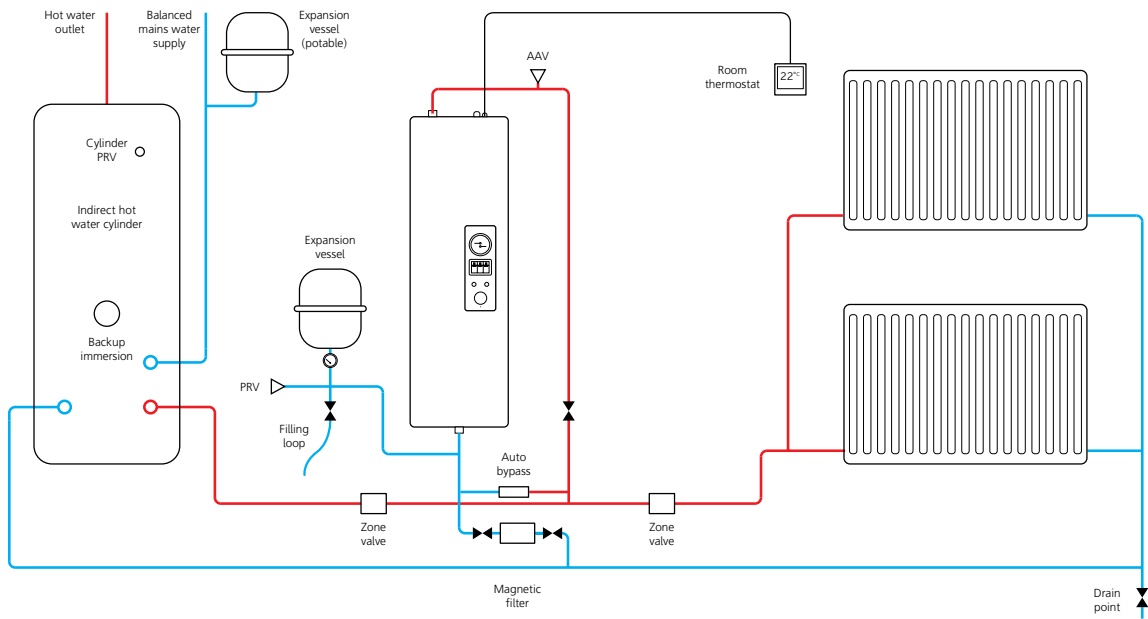 Hot water
outlet
Balanced
mains water
supply
Expansion
vessel
(potable)
AAV
Room
thermostat
22°C
Cylinder
PRV
Indirect hot
water cylinder
Expansion
vessel
Backup
immersion
PRV
Filling
loop
Auto
bypass
Zone
valve
Zone
valve
Magnetic
filter
Drain
point